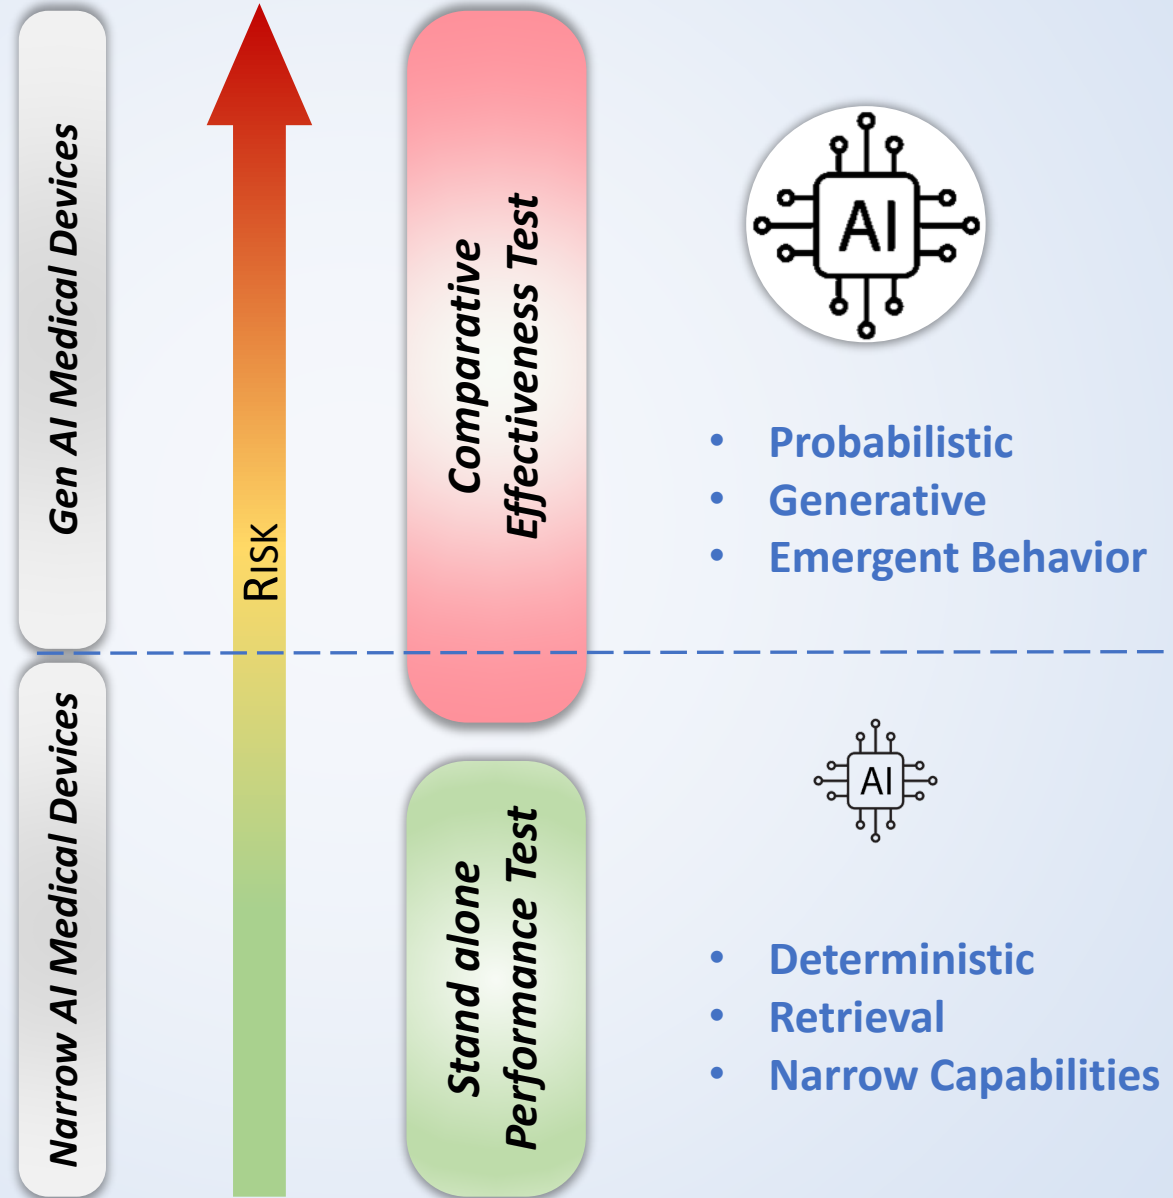 Gen AI Medical Devices
RISK
Comparative
Effectiveness Test
AI
• Probabilistic
• Generative
• Emergent Behavior
Narrow AI Medical Devices
Stand alone
Performance Test
AI
• Deterministic
• Retrieval
• Narrow Capabilities